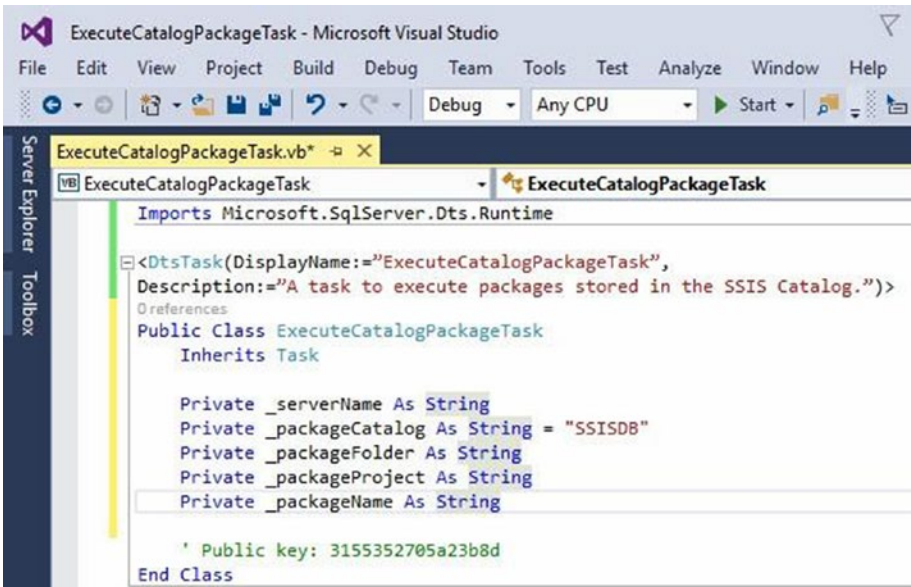 ExecuteCatalogPackageTask - Microsoft Visual Studio
File Edit View Project Build Debug Team Tools Test Analyze Window Help
Debug Any CPU Start
Server Explorer
Toolbox
ExecuteCatalogPackageTask.vb*
VB ExecuteCatalogPackageTask ExecuteCatalogPackageTask
Imports Microsoft.SqlServer.Dts.Runtime
<DtsTask(DisplayName:=”ExecuteCatalogPackageTask”,
Description:=”A task to execute packages stored in the SSIS Catalog.”)>
0 references
Public Class ExecuteCatalogPackageTask
Inherits Task
Private _serverName As String
Private _packageCatalog As String = "SSISDB"
Private _packageFolder As String
Private _packageProject As String
Private _packageName As String
' Public key: 3155352705a23b8d
End Class